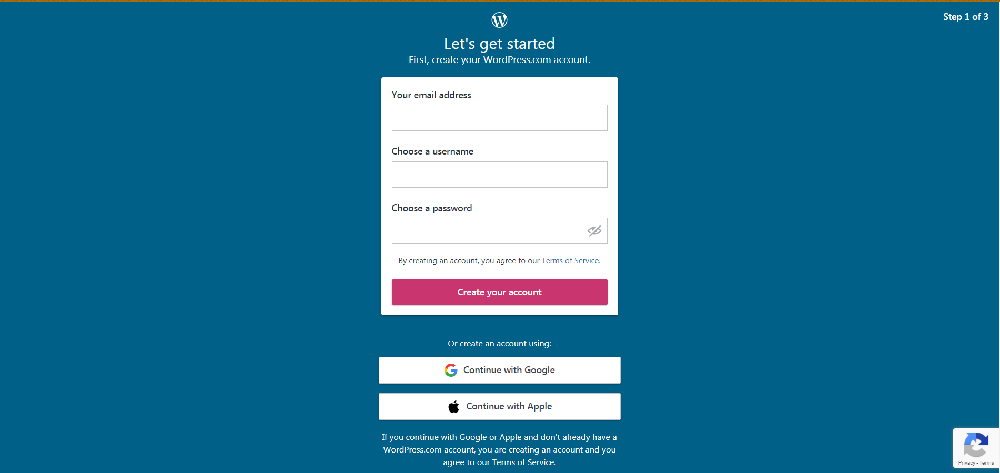 Step 1 of 3
Let's get started
First, create your WordPress.com account.
Your email address
Choose a username
Choose a password
By creating an account, you agree to our Terms of Service.
Create your account
Or create an account using:
Continue with Google
Continue with Apple
If you continue with Google or Apple and don't already have a
WordPress.com account, you are creating an account and you
agree to our Terms of Service.
Privacy - Terms